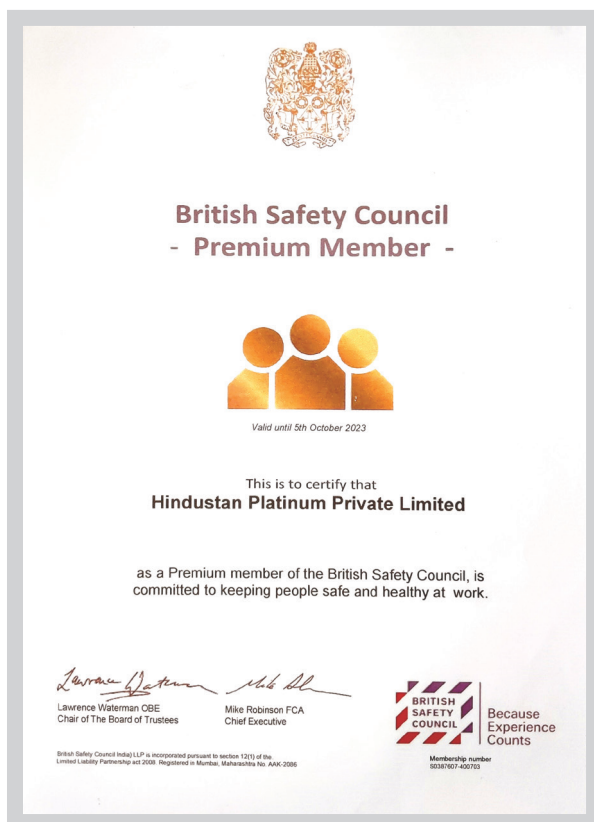 British Safety Council
- Premium Member -
Valid until 5th October 2023
This is to certify that
Hindustan Platinum Private Limited
as a Premium member of the British Safety Council, is
committed to keeping people safe and healthy at work.
Lawrence Waterman OBE
Chair of The Board of Trustees
Mike Robinson FCA
Chief Executive
British Safety Council India) LLP is incorporated pursuant to section 12(1) of the
Limited Liability Partnership act 2008. Registered in Mumbai, Maharashtra No. AAK-2086
BRITISH
SAFETY
COUNCIL
Because
Experience
Counts
Membership number
S0387607-400703